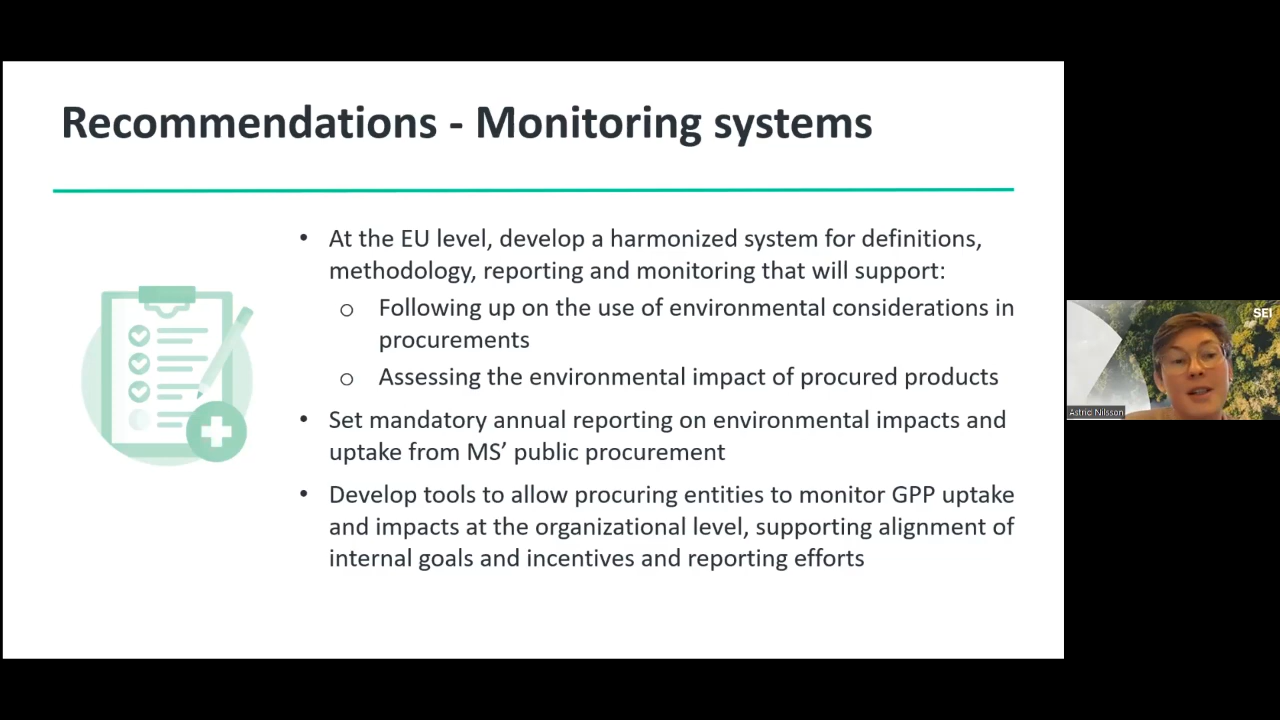 Recommendations - Monitoring systems
• At the EU level, develop a harmonized system for definitions,
methodology, reporting and monitoring that will support:
o Following up on the use of environmental considerations in
procurements
o Assessing the environmental impact of procured products
• Set mandatory annual reporting on environmental impacts and
uptake from MS’ public procurement
• Develop tools to allow procuring entities to monitor GPP uptake
and impacts at the organizational level, supporting alignment of
internal goals and incentives and reporting efforts
SEI
Astrid Nilsson